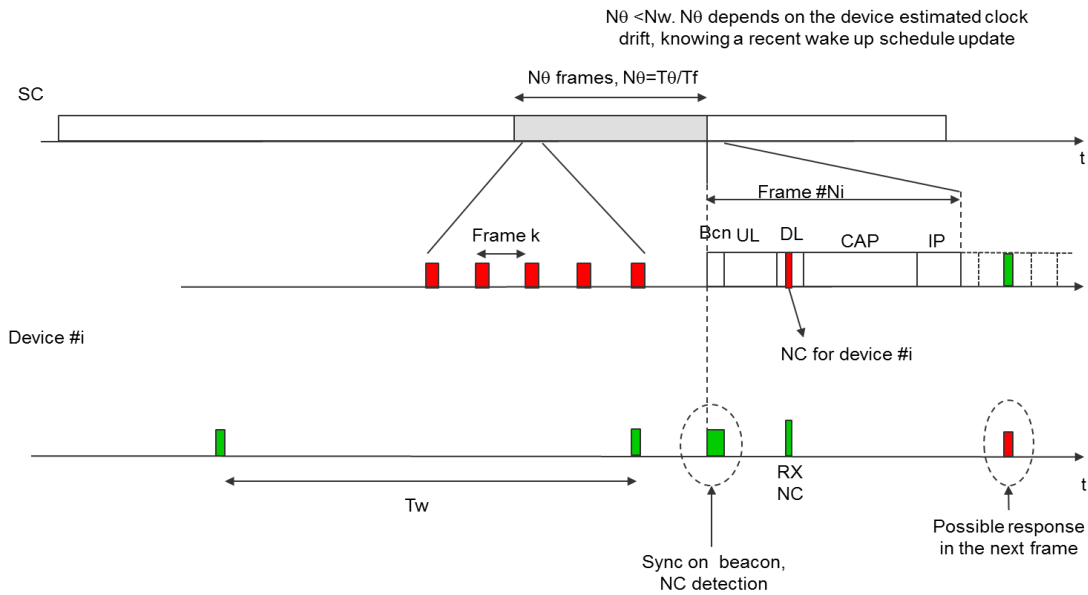 Nθ <Nw. Nθ depends on the device estimated clock
drift, knowing a recent wake up schedule update
Nθ frames, Nθ=Tθ/Tf
SC
t
Frame #Ni
Frame k
Bcn UL DL CAP IP
Device #i
NC for device #i
RX
NC
Tw
t
Sync on beacon,
NC detection
Possible response
in the next frame